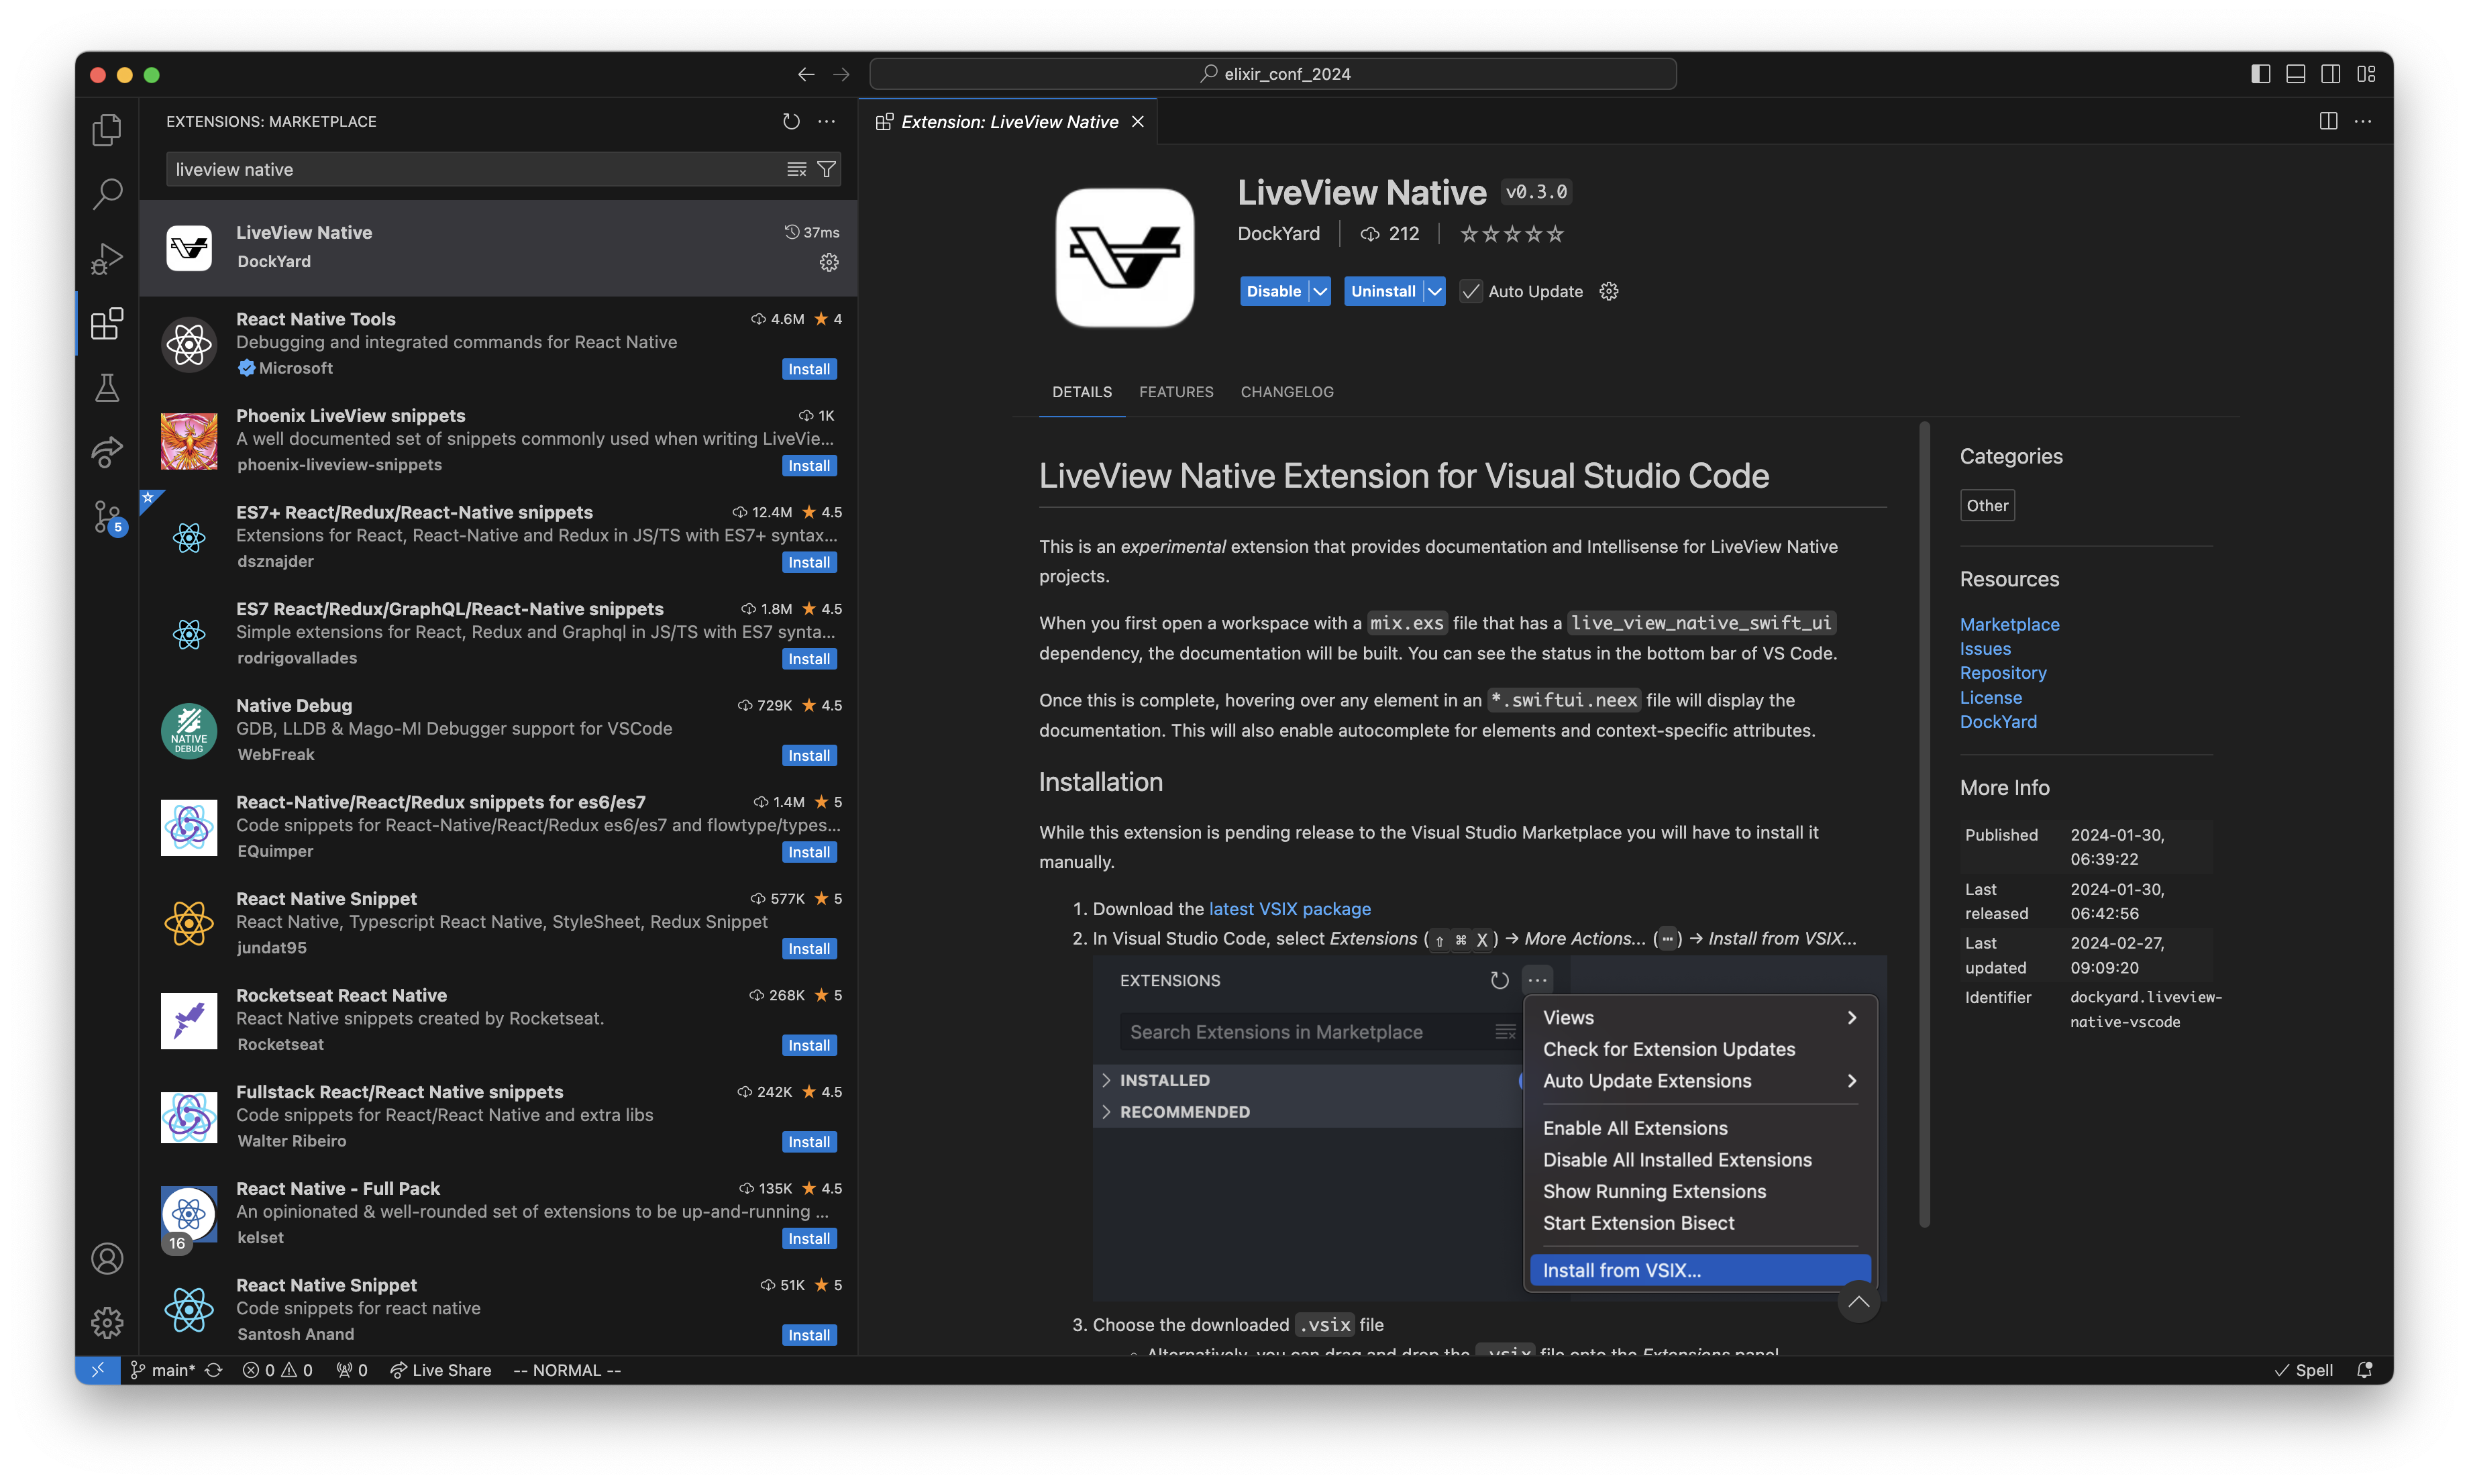 elixir_conf_2024
EXTENSIONS: MARKETPLACE
liveview native
LiveView Native
37ms
DockYard
React Native Tools
4.6M ★ 4
Debugging and integrated commands for React Native
Microsoft
Install
Phoenix LiveView snippets
1K
A well documented set of snippets commonly used when writing LiveVie...
phoenix-liveview-snippets
Install
ES7+ React/Redux/React-Native snippets
12.4M ★ 4.5
Extensions for React, React-Native and Redux in JS/TS with ES7+ syntax...
dsznajder
Install
ES7 React/Redux/GraphQL/React-Native snippets
1.8M ★ 4.5
Simple extensions for React, Redux and Graphql in JS/TS with ES7 synta...
rodrigovallades
Install
NATIVE
DEBUG
Native Debug
729K ★ 4.5
GDB, LLDB & Mago-MI Debugger support for VSCode
WebFreak
Install
React-Native/React/Redux snippets for es6/es7
1.4M ★ 5
Code snippets for React-Native/React/Redux es6/es7 and flowtype/types...
EQuimper
Install
React Native Snippet
577K ★ 5
React Native, Typescript React Native, StyleSheet, Redux Snippet
jundat95
Install
Rocketseat React Native
268K ★ 5
React Native snippets created by Rocketseat.
Rocketseat
Install
Fullstack React/React Native snippets
242K ★ 4.5
Code snippets for React/React Native and extra libs
Walter Ribeiro
Install
React Native - Full Pack
135K ★ 4.5
An opinionated & well-rounded set of extensions to be up-and-running ...
16
kelset
Install
React Native Snippet
51K ★ 5
Code snippets for react native
Santosh Anand
Install
5
Extension: LiveView Native
LiveView Native v0.3.0
DockYard 212 ☆☆☆☆☆
Disable Uninstall Auto Update
DETAILS FEATURES CHANGELOG
LiveView Native Extension for Visual Studio Code
This is an experimental extension that provides documentation and Intellisense for LiveView Native
projects.
When you first open a workspace with a mix.exs file that has a live_view_native_swift_ui
dependency, the documentation will be built. You can see the status in the bottom bar of VS Code.
Once this is complete, hovering over any element in an *.swiftui.neex file will display the
documentation. This will also enable autocomplete for elements and context-specific attributes.
Installation
While this extension is pending release to the Visual Studio Marketplace you will have to install it
manually.
1. Download the latest VSIX package
2. In Visual Studio Code, select Extensions (⇧ ⌘ X) → More Actions... (⋯) → Install from VSIX...
EXTENSIONS
Search Extensions in Marketplace
INSTALLED
RECOMMENDED
Views
Check for Extension Updates
Auto Update Extensions
Enable All Extensions
Disable All Installed Extensions
Show Running Extensions
Start Extension Bisect
Install from VSIX...
3. Choose the downloaded .vsix file
Alternatively, you can drag and drop the .vsix file onto the Extensions panel
Categories
Other
Resources
Marketplace
Issues
Repository
License
DockYard
More Info
Published 2024-01-30,
06:39:22
Last 2024-01-30,
released 06:42:56
Last 2024-02-27,
updated 09:09:20
Identifier dockyard.liveview-
native-vscode
main* 0 0 0 Live Share -- NORMAL -- Spell